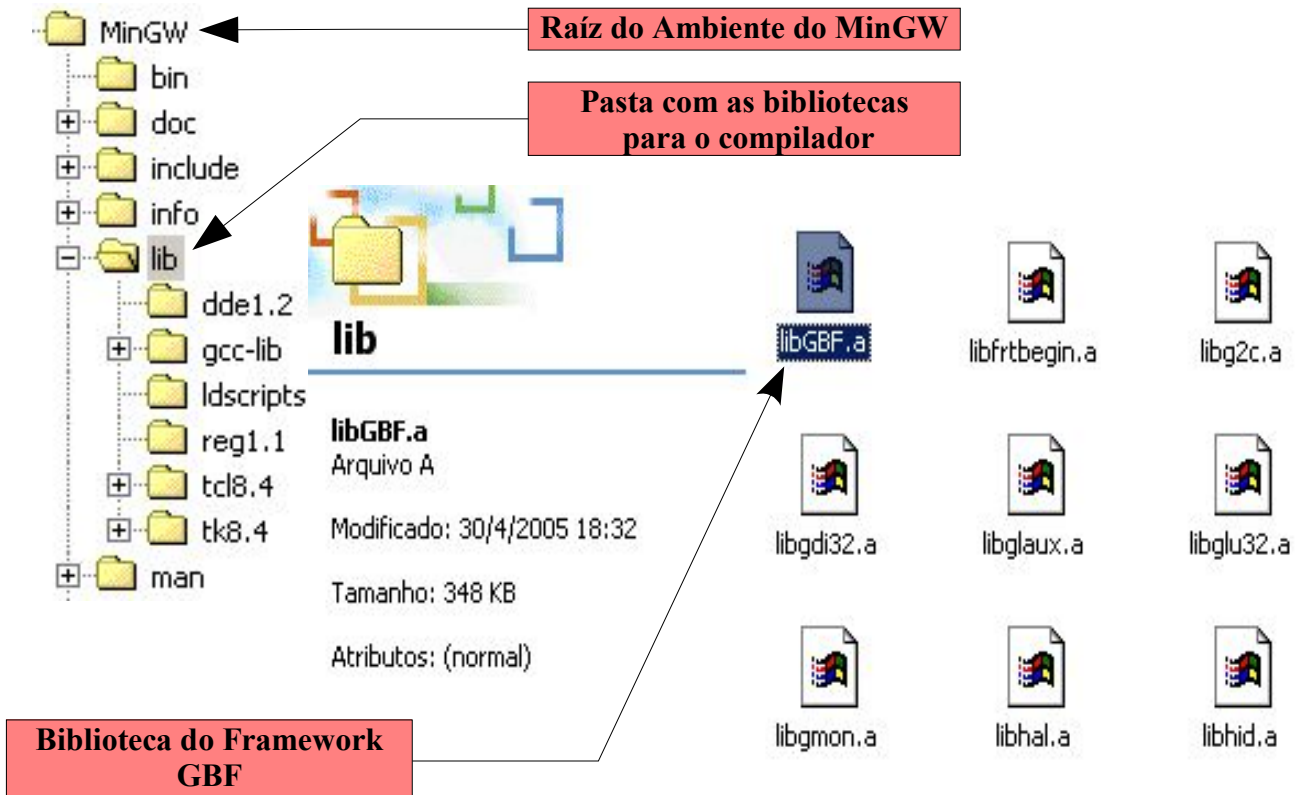 MinGW
Raíz do Ambiente do MinGW
bin
Pasta com as bibliotecas
para o compilador
doc
include
info
lib
dde1.2
gcc-lib
ldscripts
reg1.1
tcl8.4
tk8.4
man
lib
libGBF.a
Arquivo A
Modificado: 30/4/2005 18:32
Tamanho: 348 KB
Atributos: (normal)
libGBF.a
libfrtbegin.a
libg2c.a
libgdi32.a
libglaux.a
libglu32.a
libgmon.a
libhal.a
libhid.a
Biblioteca do Framework
GBF